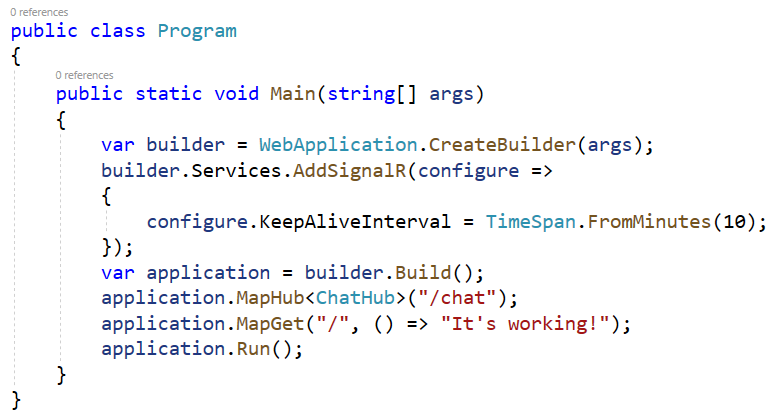 0 references
public class Program
{
0 references
public static void Main(string[] args)
{
var builder = WebApplication.CreateBuilder(args);
builder.Services.AddSignalR(configure =>
{
configure.KeepAliveInterval = TimeSpan.FromMinutes(10);
});
var application = builder.Build();
application.MapHub<ChatHub>("/chat");
application.MapGet("/", () => "It's working!");
application.Run();
}
}